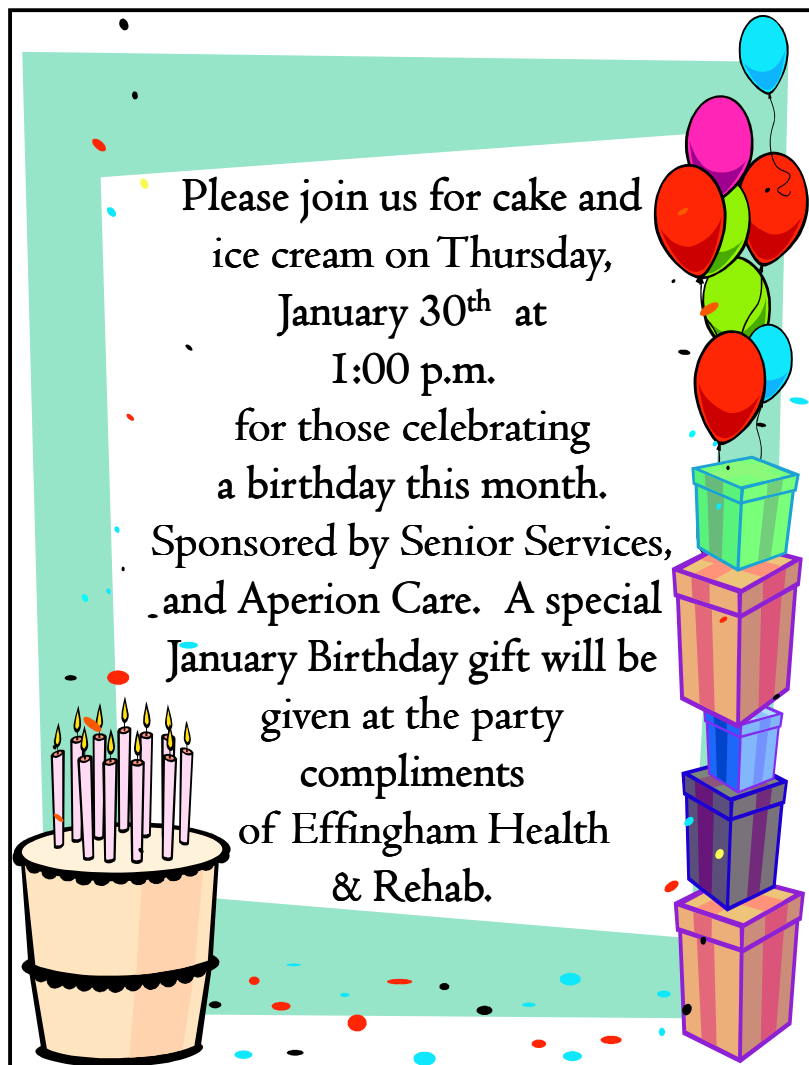 Please join us for cake and
ice cream on Thursday,
January 30th at
1:00 p.m.
for those celebrating
a birthday this month.
Sponsored by Senior Services,
and Aperion Care. A special
January Birthday gift will be
given at the party
compliments
of Effingham Health
& Rehab.